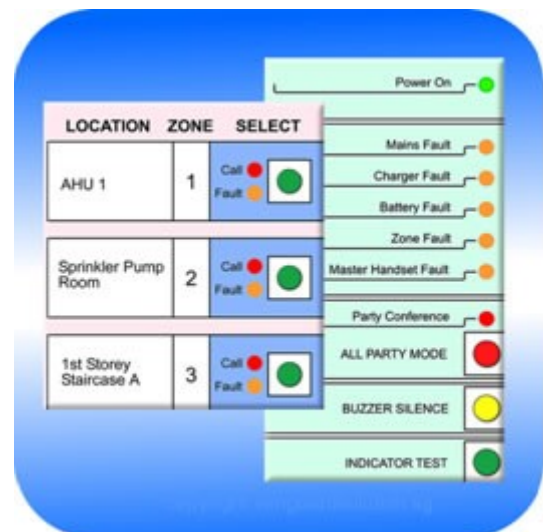 Power On
LOCATION ZONE SELECT
Mains Fault
AHU 1
1
Call
Fault
Charger Fault
Battery Fault
Zone Fault
Sprinkler Pump
Room
2
Call
Fault
Master Handset Fault
Party Conference
1st Storey
Staircase A
3
Call
Fault
ALL PARTY MODE
BUZZER SILENCE
INDICATOR TEST